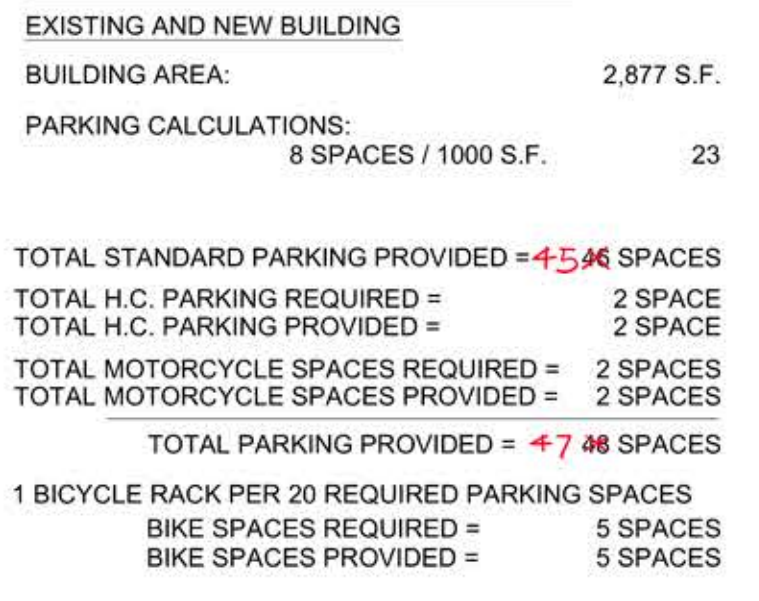 EXISTING AND NEW BUILDING
BUILDING AREA: 2,877 S.F.
PARKING CALCULATIONS:
8 SPACES / 1000 S.F. 23
TOTAL STANDARD PARKING PROVIDED = 45 46 SPACES
TOTAL H.C. PARKING REQUIRED = 2 SPACE
TOTAL H.C. PARKING PROVIDED = 2 SPACE
TOTAL MOTORCYCLE SPACES REQUIRED = 2 SPACES
TOTAL MOTORCYCLE SPACES PROVIDED = 2 SPACES
TOTAL PARKING PROVIDED = 47 48 SPACES
1 BICYCLE RACK PER 20 REQUIRED PARKING SPACES
BIKE SPACES REQUIRED = 5 SPACES
BIKE SPACES PROVIDED = 5 SPACES